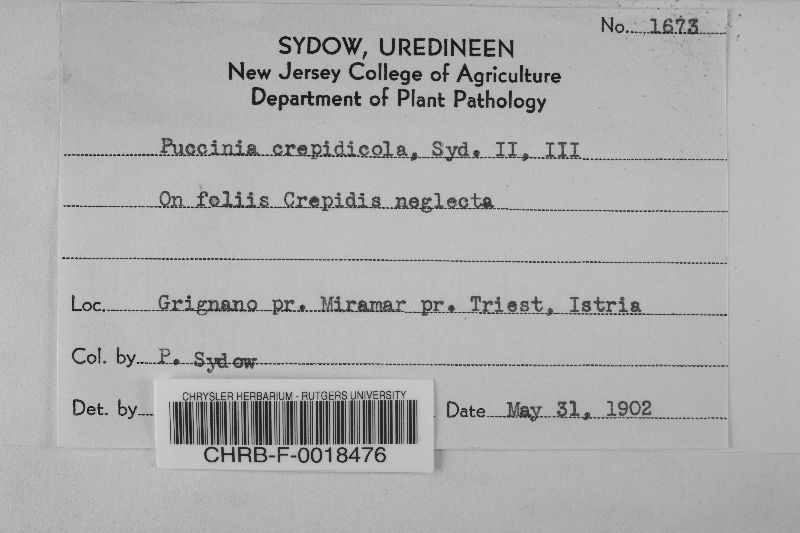 No. 1673
SYDOW, UREDINEEN
New Jersey College of Agriculture
Department of Plant Pathology
Puccinia crepidicola, Syd. II, III
On foliis Crepidis neglecta
Loc. Grignano pr. Miramar pr. Triest, Istria
Col. by P. Sydow
Det. by
Date May 31, 1902
CHRYSLER HERBARIUM - RUTGERS UNIVERSITY
CHRB-F-0018476